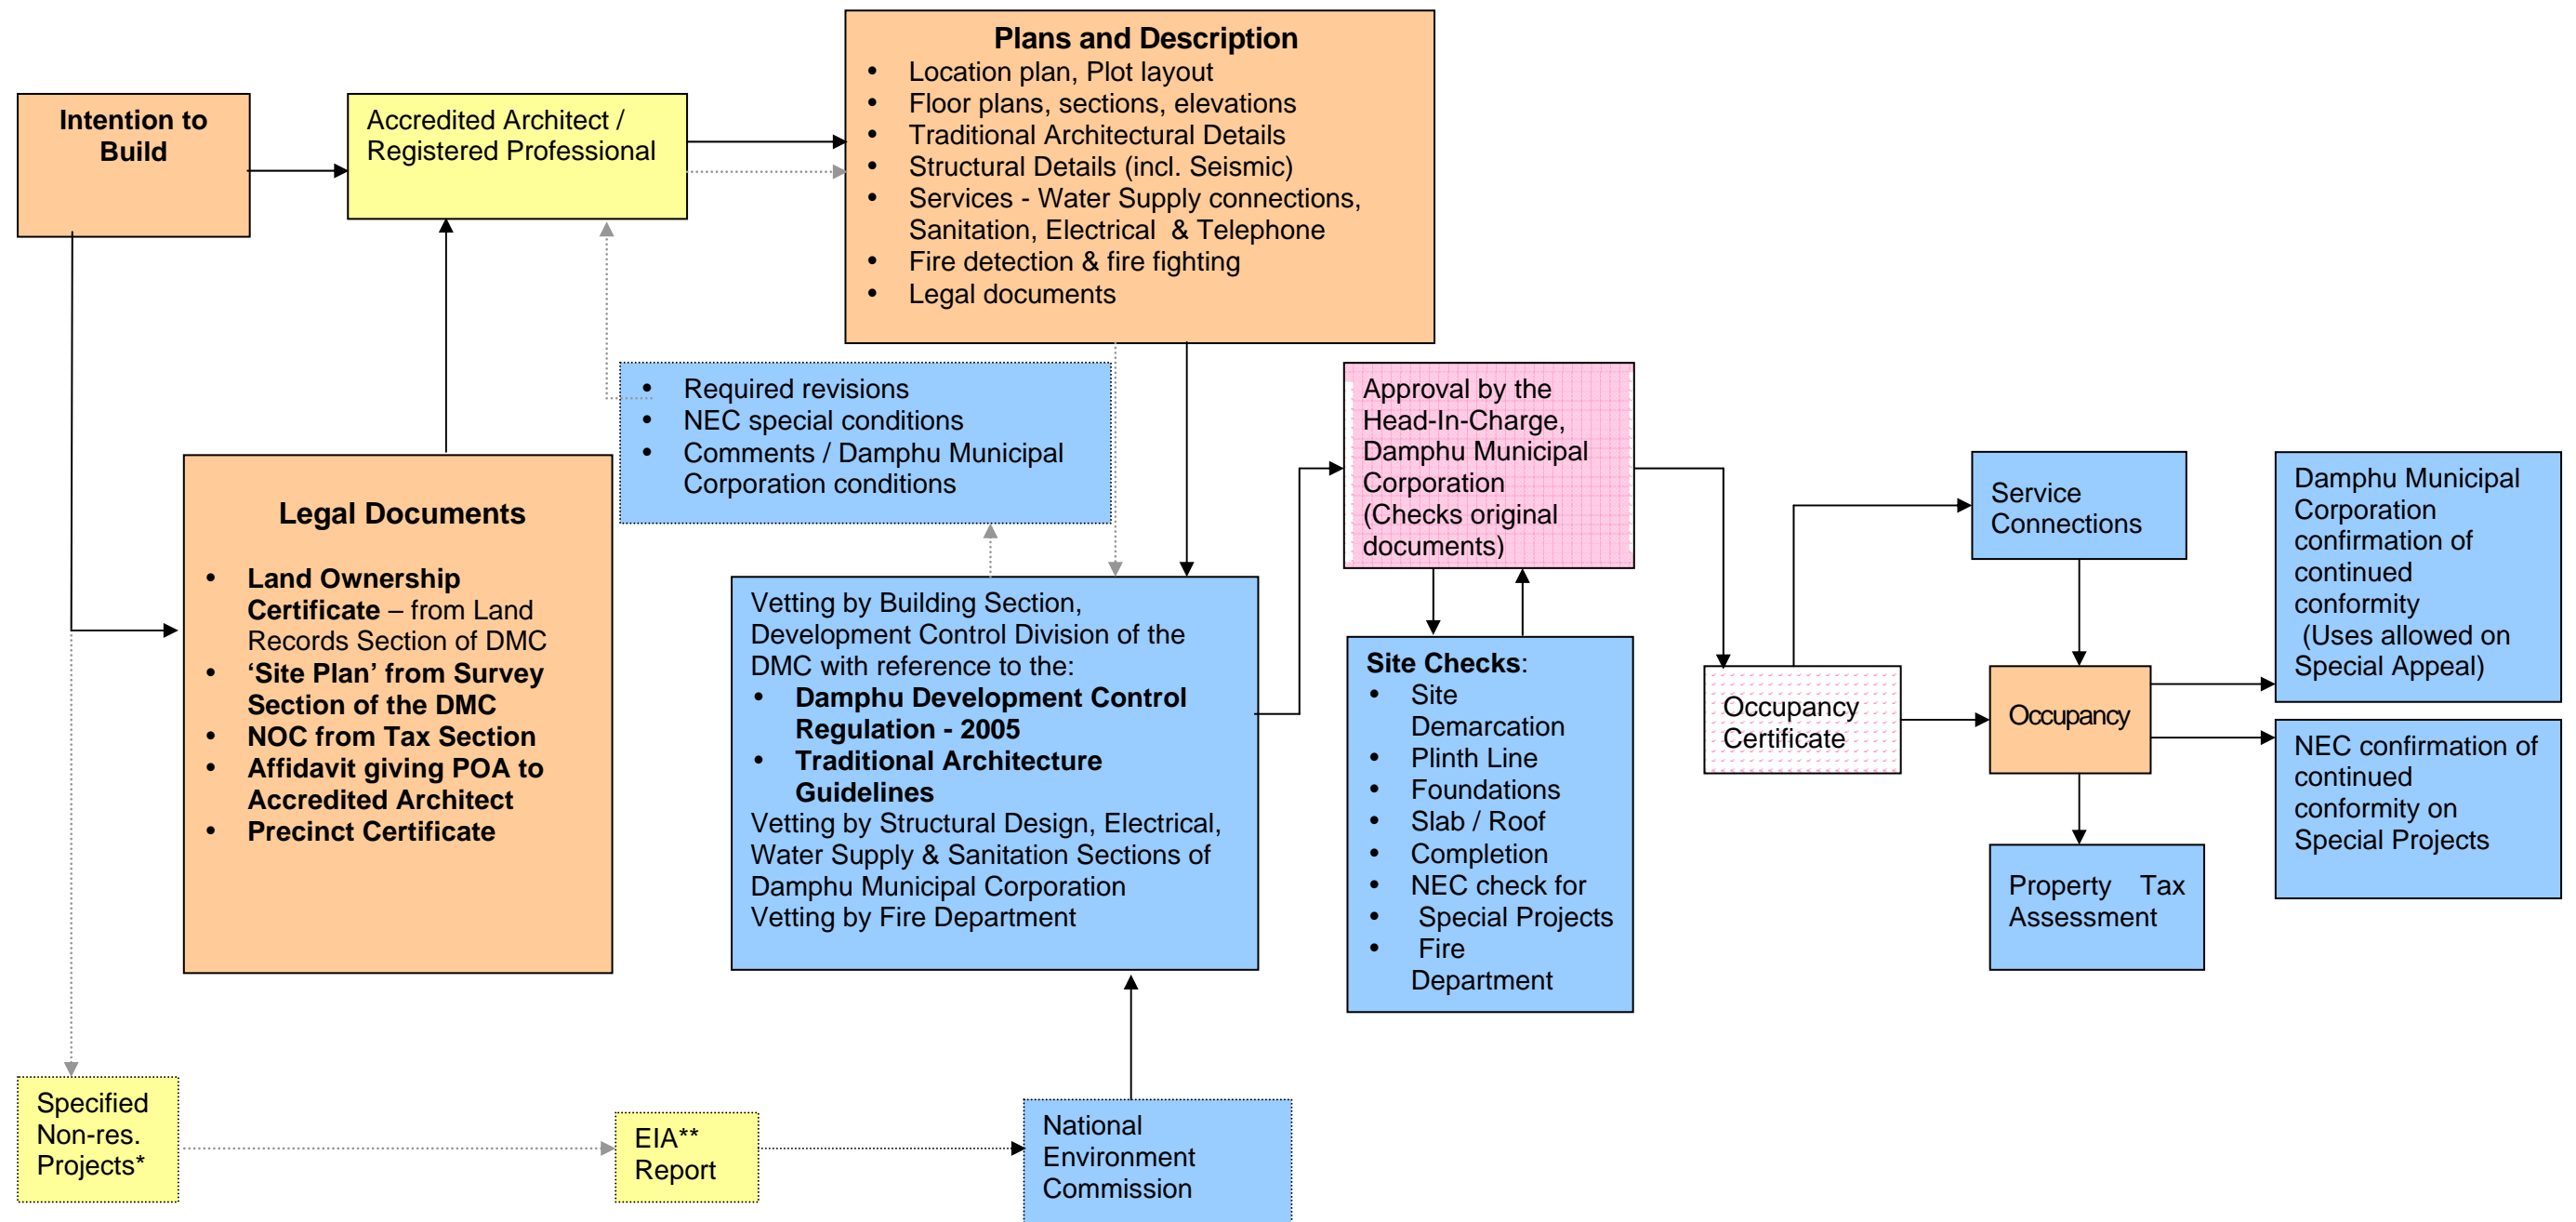 Plans and Description
• Location plan, Plot layout
• Floor plans, sections, elevations
• Traditional Architectural Details
• Structural Details (incl. Seismic)
• Services - Water Supply connections,
Sanitation, Electrical & Telephone
• Fire detection & fire fighting
• Legal documents
Intention to
Build
Accredited Architect /
Registered Professional
• Required revisions
• NEC special conditions
• Comments / Damphu Municipal
Corporation conditions
Legal Documents
• Land Ownership
Certificate – from Land
Records Section of DMC
• ‘Site Plan’ from Survey
Section of the DMC
• NOC from Tax Section
• Affidavit giving POA to
Accredited Architect
• Precinct Certificate
Vetting by Building Section,
Development Control Division of the
DMC with reference to the:
• Damphu Development Control
Regulation - 2005
• Traditional Architecture
Guidelines
Vetting by Structural Design, Electrical,
Water Supply & Sanitation Sections of
Damphu Municipal Corporation
Vetting by Fire Department
Approval by the
Head-In-Charge,
Damphu Municipal
Corporation
(Checks original
documents)
Site Checks:
• Site
Demarcation
• Plinth Line
• Foundations
• Slab / Roof
• Completion
• NEC check for
• Special Projects
• Fire
Department
Occupancy
Certificate
Service
Connections
Occupancy
Property Tax
Assessment
Damphu Municipal
Corporation
confirmation of
continued
conformity
(Uses allowed on
Special Appeal)
NEC confirmation of
continued
conformity on
Special Projects
Specified
Non-res.
Projects*
EIA**
Report
National
Environment
Commission